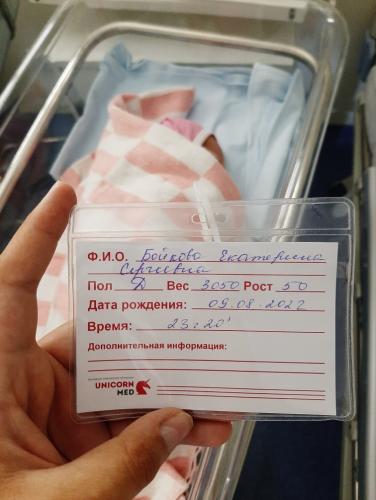 Ф.И.О. Бойкова Екатерина
Сергеевна
Пол Д Вес 3050 Рост 50
Дата рождения: 09.08.2022
Время: 23:20'
Дополнительная информация:
UNICORN
MED